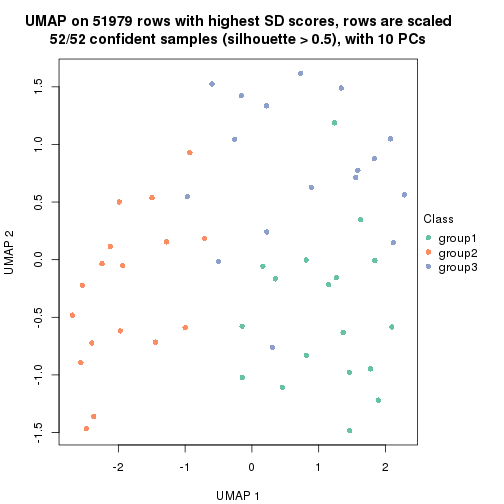 UMAP on 51979 rows with highest SD scores, rows are scaled
52/52 confident samples (silhouette > 0.5), with 10 PCs
1.5
1.0
0.5
0.0
-0.5
-1.0
-1.5
UMAP 2
-2
-1
0
1
2
UMAP 1
Class
group1
group2
group3